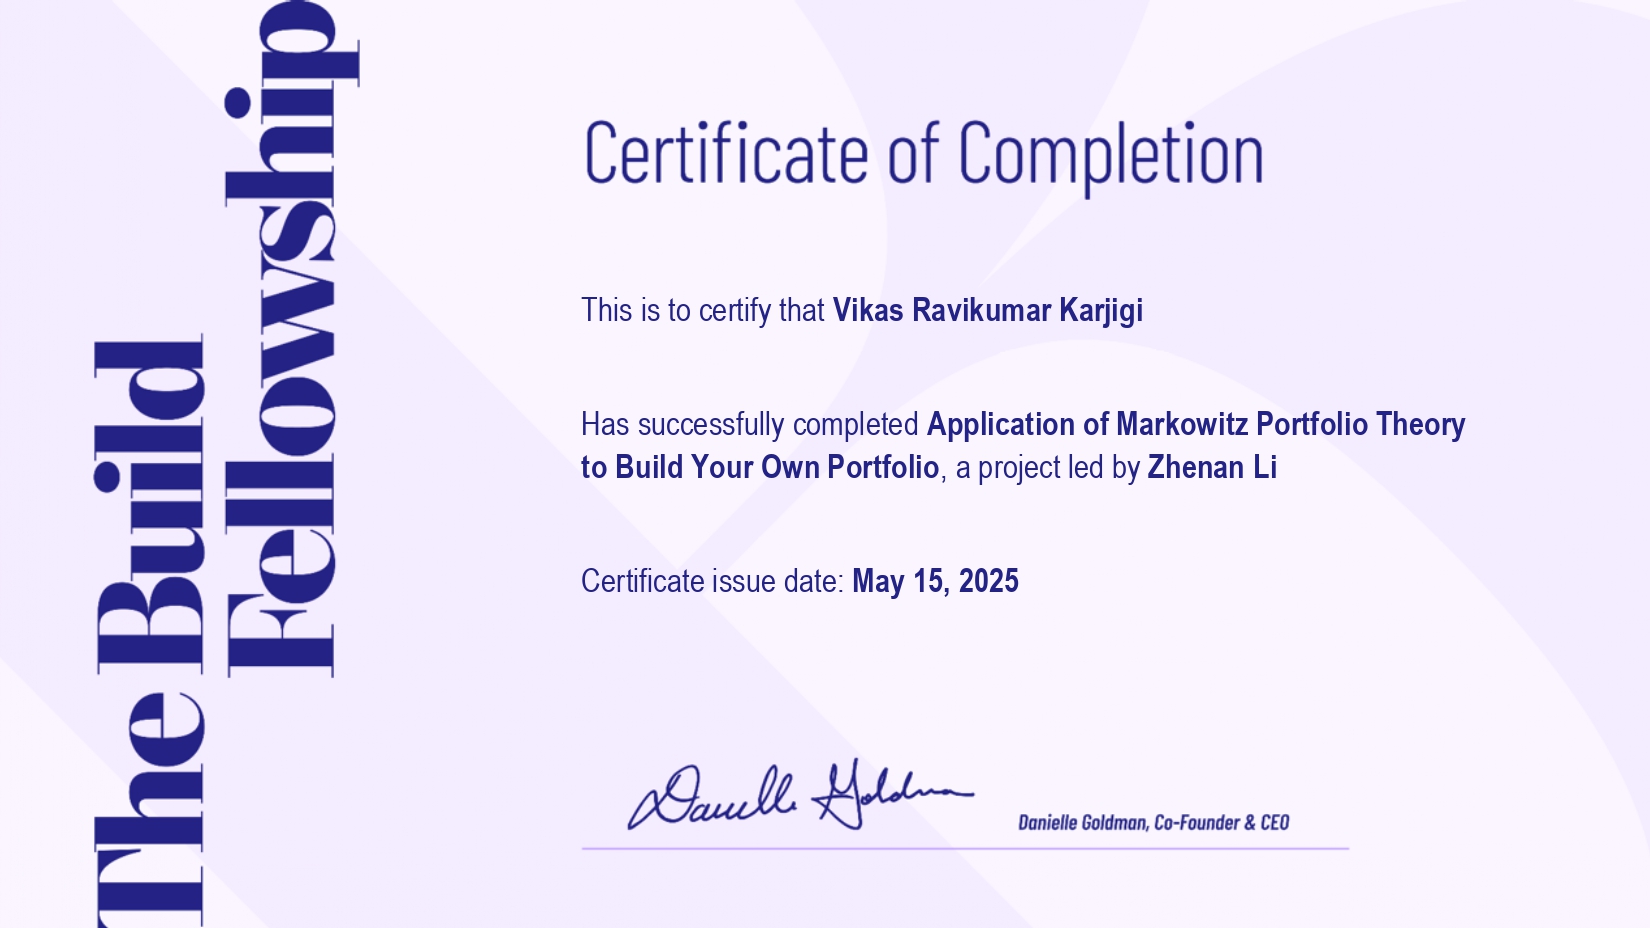 The Build
Fellowship
Certificate of Completion
This is to certify that Vikas Ravikumar Karjigi
Has successfully completed Application of Markowitz Portfolio Theory
to Build Your Own Portfolio, a project led by Zhenan Li
Certificate issue date: May 15, 2025
Danielle Goldman
Danielle Goldman, Co-Founder & CEO